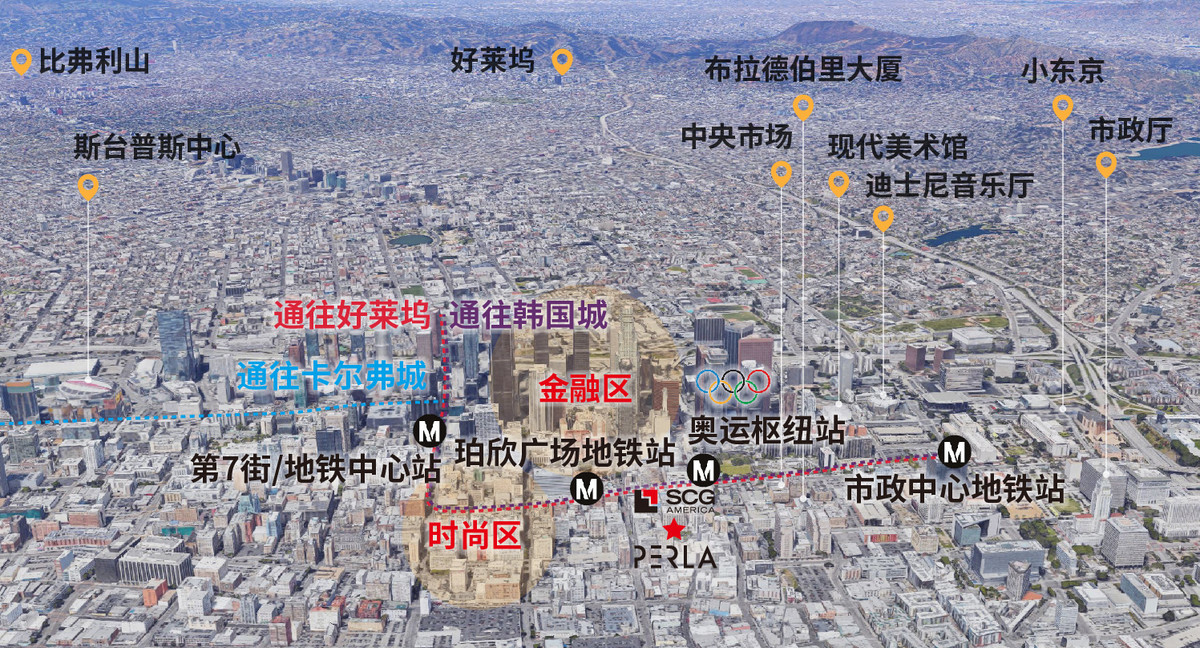 比弗利山
好莱坞
布拉德伯里大厦
小东京
市政厅
中央市场
斯台普斯中心
现代美术馆
迪士尼音乐厅
通往好莱坞
通往韩国城
通往卡尔弗城
金融区
奥运枢纽站
M
珀欣广场地铁站
M
M
第7街/地铁中心站
M
市政中心地铁站
SCG
AMERICA
时尚区
PERLA